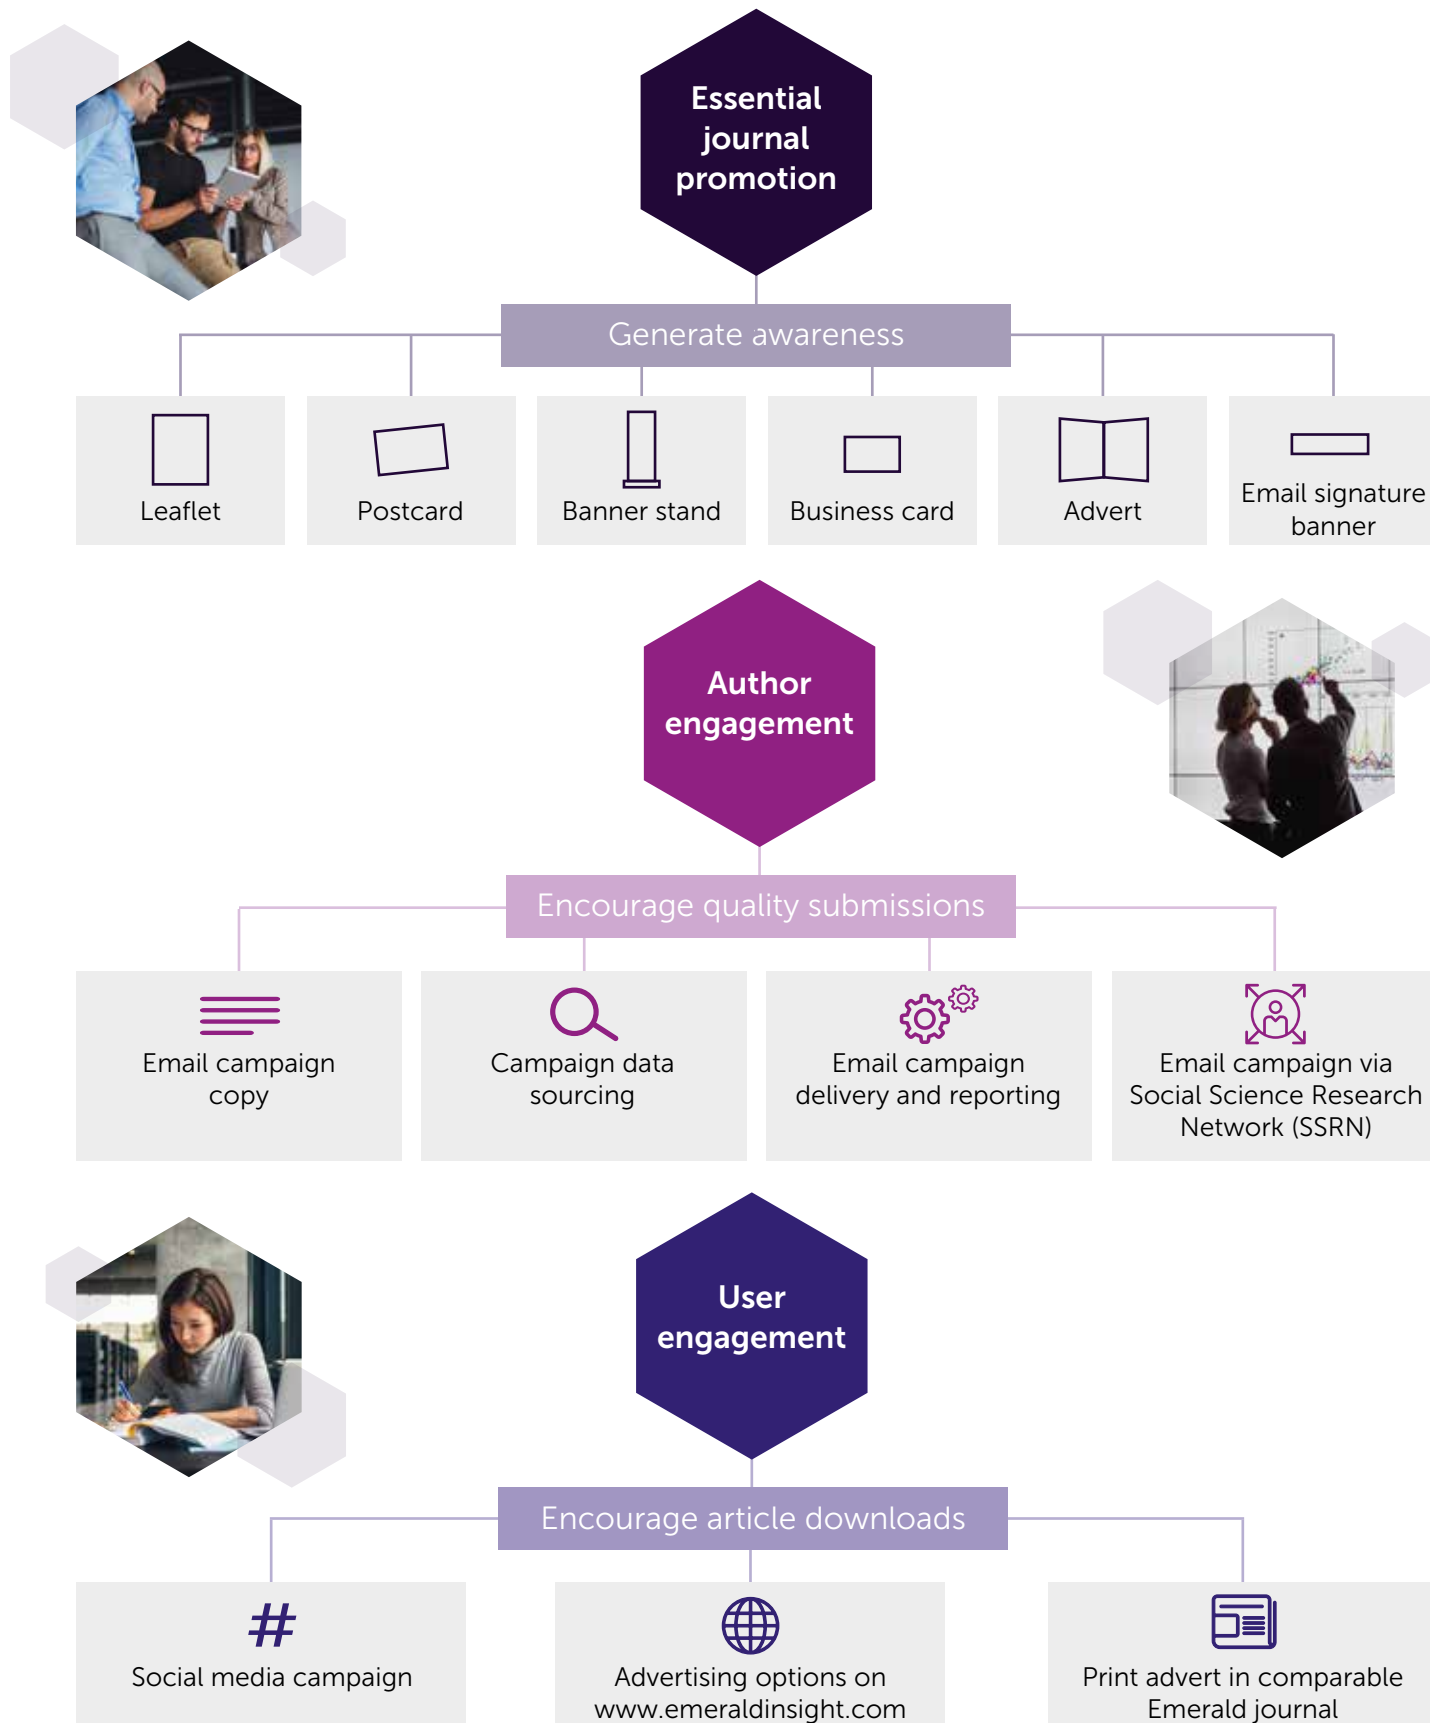 Essential
journal
promotion
Generate awareness
Leaflet
Postcard
Banner stand
Business card
Advert
Email signature
banner
Author
engagement
Encourage quality submissions
Email campaign
copy
Campaign data
sourcing
Email campaign
delivery and reporting
Email campaign via
Social Science Research
Network (SSRN)
User
engagement
Encourage article downloads
#
Social media campaign
Advertising options on
www.emeraldinsight.com
Print advert in comparable
Emerald journal